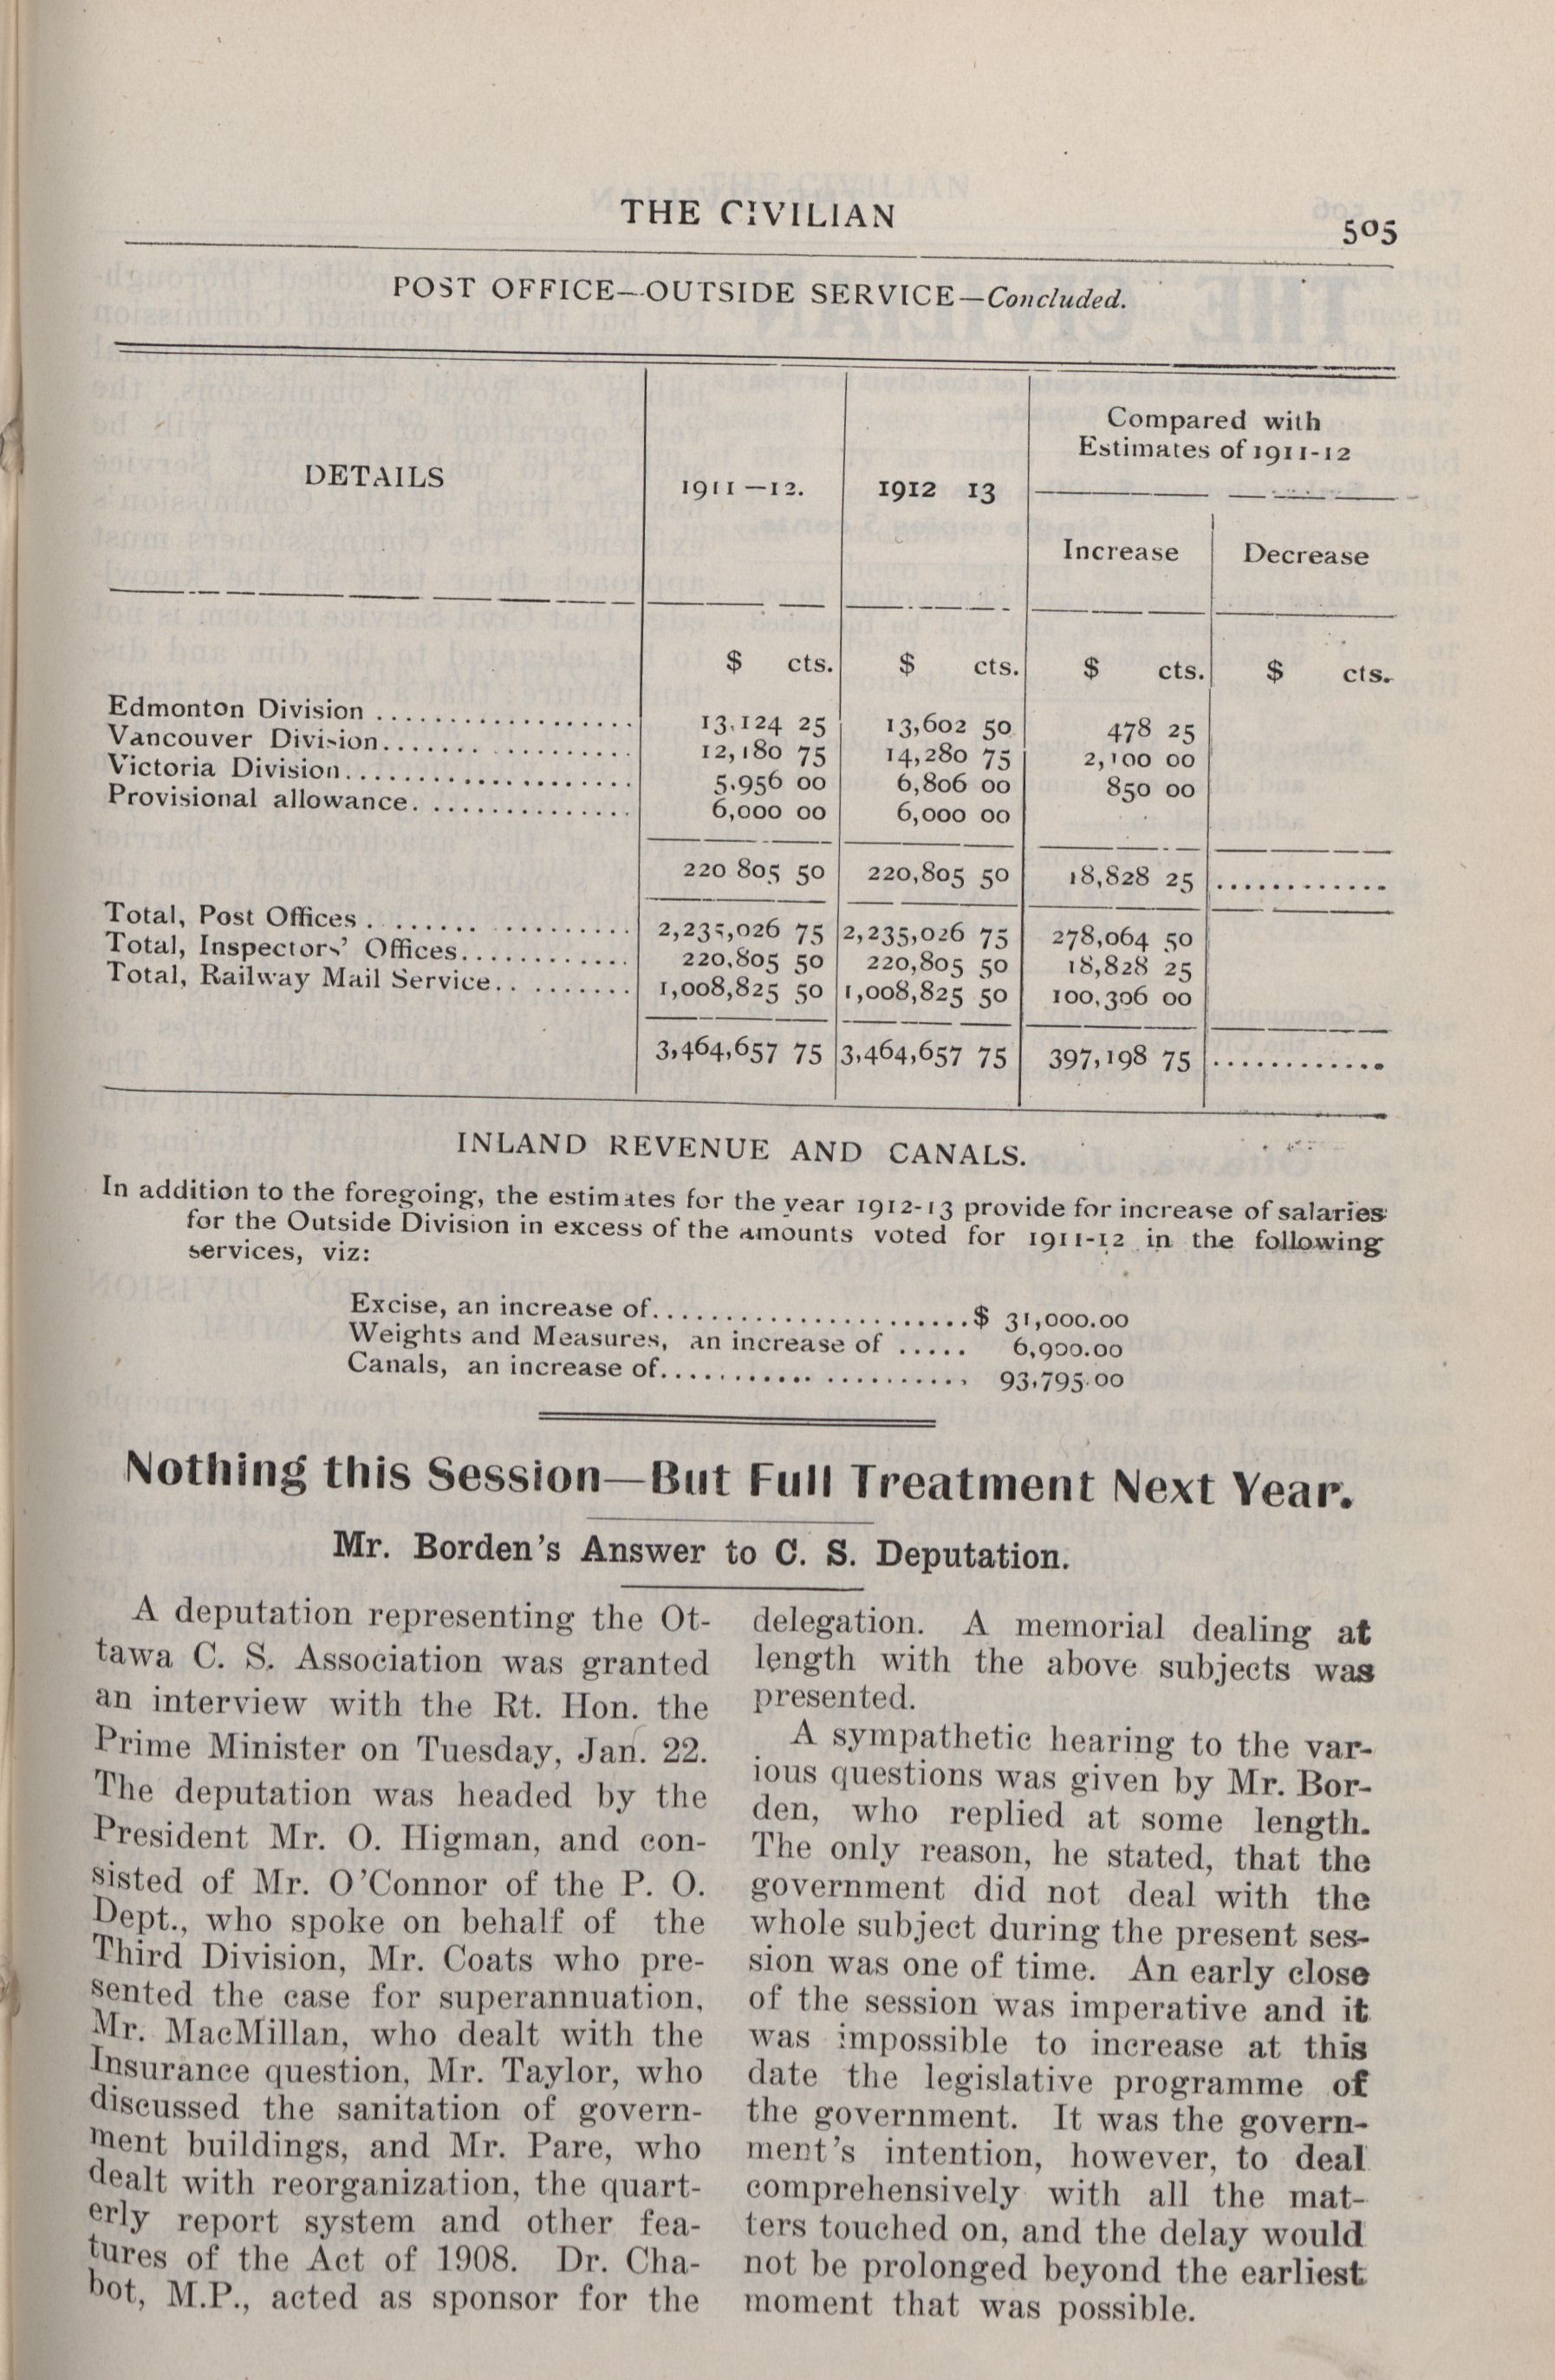 THE CIVILIAN 505
POST OFFICE—OUTSIDE SERVICE—Concluded.
DETAILS 1911—12. 1912 13 Compared with
Estimates of 1911-12
Increase Decrease
$ cts. $ cts. $ cts. $ cts.
Edmonton Division .................. 13,124 25 13,602 50 478 25
Vancouver Division.................. 12,180 75 14,280 75 2,100 00
Victoria Division.................... 5.956 00 6,806 00 850 00
Provisional allowance. .............. 6,000 00 6,000 00
220 805 50 220,805 50 18,828 25 ............
Total, Post Offices .................. 2,235,026 75 2,235,026 75 278,064 50
Total, Inspectors' Offices............ 220,805 50 220,805 50 18,828 25
Total, Railway Mail Service.. ........ 1,008,825 50 1,008,825 50 100,306 00
3,464,657 75 3,464,657 75 397,198 75 ............
INLAND REVENUE AND CANALS.
In addition to the foregoing, the estimates for the year 1912-13 provide for increase of salaries
for the Outside Division in excess of the amounts voted for 1911-12 in the following
services, viz:
Excise, an increase of......................$ 31,000.00
Weights and Measures, an increase of ..... 6,900.00
Canals, an increase of..................... 93,795.00
Nothing this Session—But Full Treatment Next Year.
Mr. Borden's Answer to C. S. Deputation.
A deputation representing the Ot-
tawa C. S. Association was granted
an interview with the Rt. Hon. the
Prime Minister on Tuesday, Jan. 22.
The deputation was headed by the
President Mr. O. Higman, and con-
sisted of Mr. O'Connor of the P. O.
Dept., who spoke on behalf of the
Third Division, Mr. Coats who pre-
sented the case for superannuation,
Mr. MacMillan, who dealt with the
Insurance question, Mr. Taylor, who
discussed the sanitation of govern-
ment buildings, and Mr. Pare, who
dealt with reorganization, the quart-
erly report system and other fea-
tures of the Act of 1908. Dr. Cha-
bot, M.P., acted as sponsor for the
delegation. A memorial dealing at
length with the above subjects was
presented.
A sympathetic hearing to the var-
ious questions was given by Mr. Bor-
den, who replied at some length.
The only reason, he stated, that the
government did not deal with the
whole subject during the present ses-
sion was one of time. An early close
of the session was imperative and it
was impossible to increase at this
date the legislative programme of
the government. It was the govern-
ment's intention, however, to deal
comprehensively with all the mat-
ters touched on, and the delay would
not be prolonged beyond the earliest
moment that was possible.